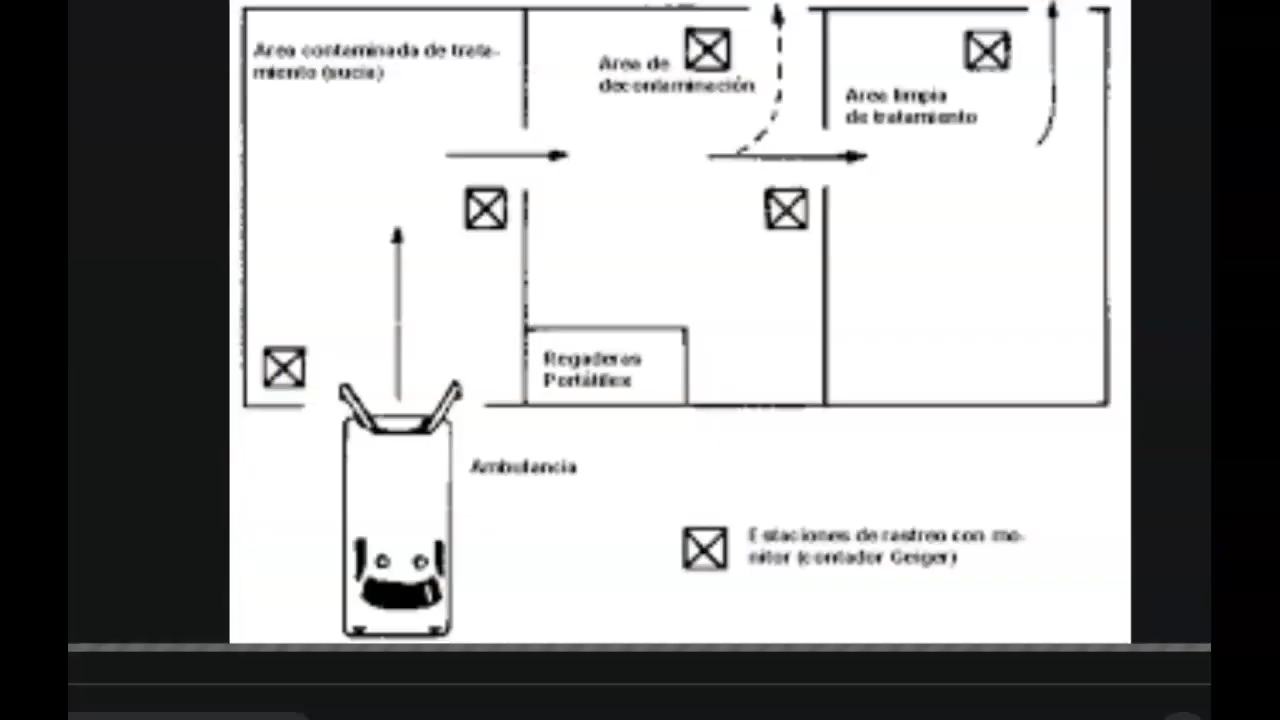 Area contaminada de trata-
miento (sucia)
Area de
decontaminación
Area limpia
de tratamiento
Regaderas
Portátiles
Ambulancia
Estaciones de rastreo con mo-
nitor (contador Geiger)